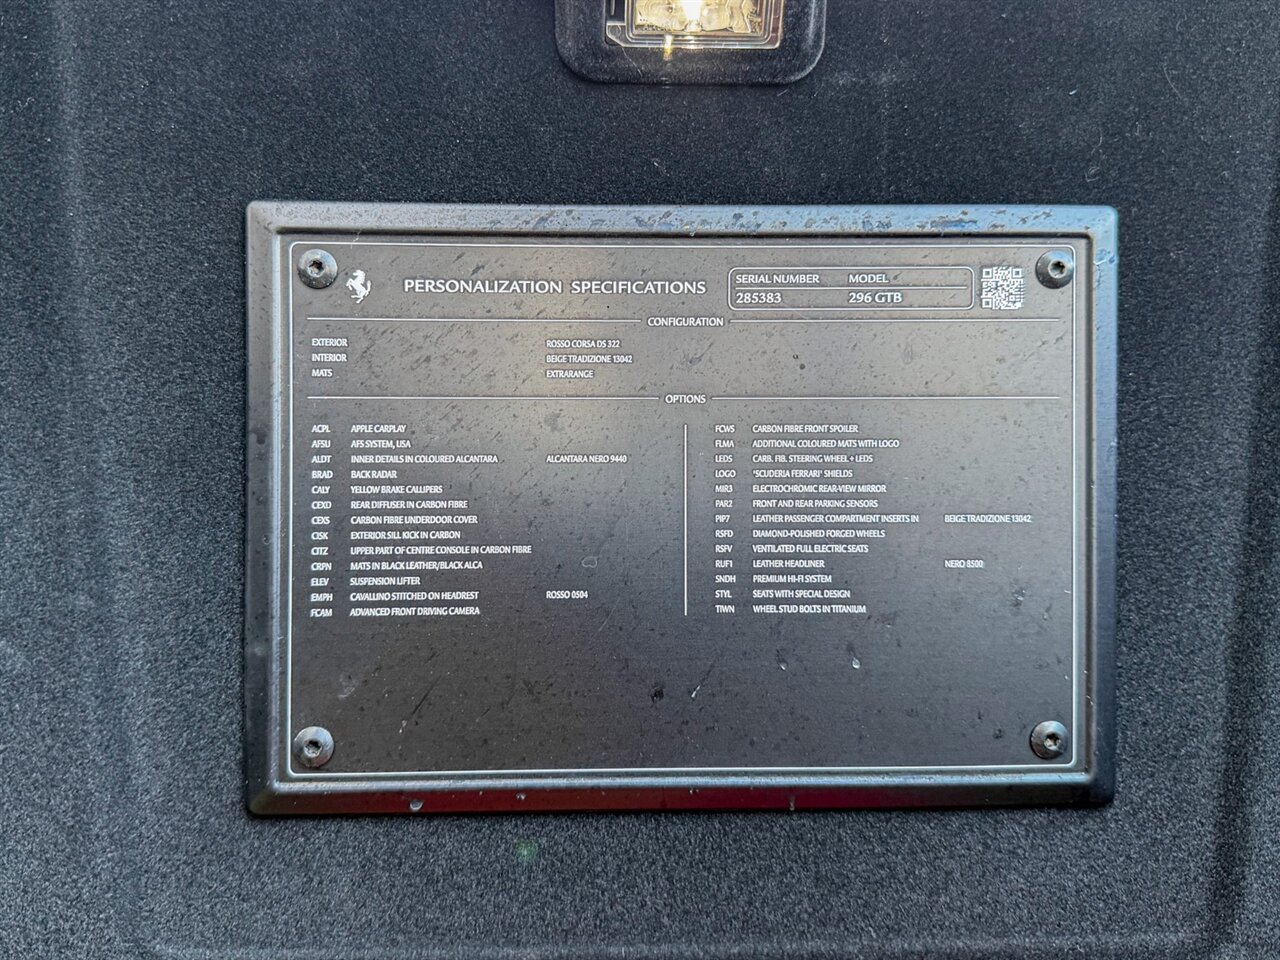 PERSONALIZATION SPECIFICATIONS
SERIAL NUMBER MODEL
285383 296 GTB
CONFIGURATION
EXTERIOR ROSSO CORSA DS 322
INTERIOR BEIGE TRADIZIONE 13042
MATS EXTRARANGE
OPTIONS
ACPL APPLE CARPLAY
AFSU AFS SYSTEM, USA
ALDT INNER DETAILS IN COLOURED ALCANTARA ALCANTARA NERO 9440
BRAD BACK RADAR
CALY YELLOW BRAKE CALLIPERS
CEXD REAR DIFFUSER IN CARBON FIBRE
CEXS CARBON FIBRE UNDERDOOR COVER
CISK EXTERIOR SILL KICK IN CARBON
CITZ UPPER PART OF CENTRE CONSOLE IN CARBON FIBRE
CRPN MATS IN BLACK LEATHER/BLACK ALCA
ELEV SUSPENSION LIFTER
EMPH CAVALLINO STITCHED ON HEADREST ROSSO 0504
FCAM ADVANCED FRONT DRIVING CAMERA
FCWS CARBON FIBRE FRONT SPOILER
FLMA ADDITIONAL COLOURED MATS WITH LOGO
LEDS CARB. FIB. STEERING WHEEL + LEDS
LOGO 'SCUDERIA FERRARI' SHIELDS
MIR3 ELECTROCHROMIC REAR-VIEW MIRROR
PAR2 FRONT AND REAR PARKING SENSORS
PIP7 LEATHER PASSENGER COMPARTMENT INSERTS IN BEIGE TRADIZIONE 13042
RSFD DIAMOND-POLISHED FORGED WHEELS
RSFV VENTILATED FULL ELECTRIC SEATS
RUF1 LEATHER HEADLINER NERO 8500
SNDH PREMIUM HI-FI SYSTEM
STYL SEATS WITH SPECIAL DESIGN
TIWN WHEEL STUD BOLTS IN TITANIUM